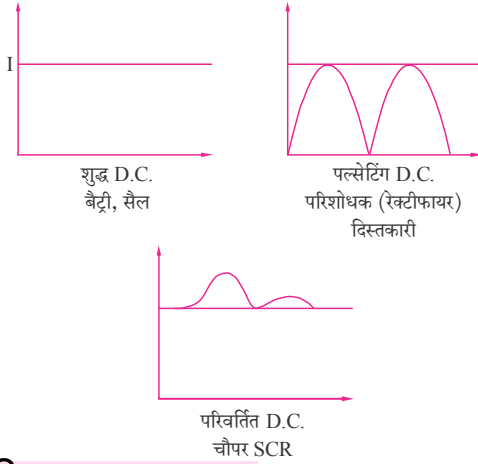 I
शुद्ध D.C.
बैट्री, सैल
पल्सेटिंग D.C.
परिशोधक (रेक्टीफायर)
दिस्तकारी
परिवर्तित D.C.
चौपर SCR